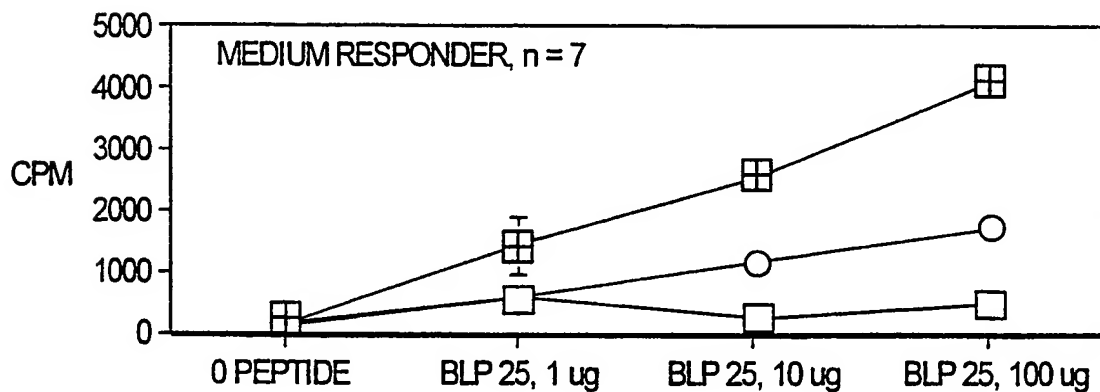 5000
MEDIUM RESPONDER, n = 7
4000
3000
CPM
2000
1000
0
0 PEPTIDE BLP 25, 1 ug BLP 25, 10 ug BLP 25, 100 ug